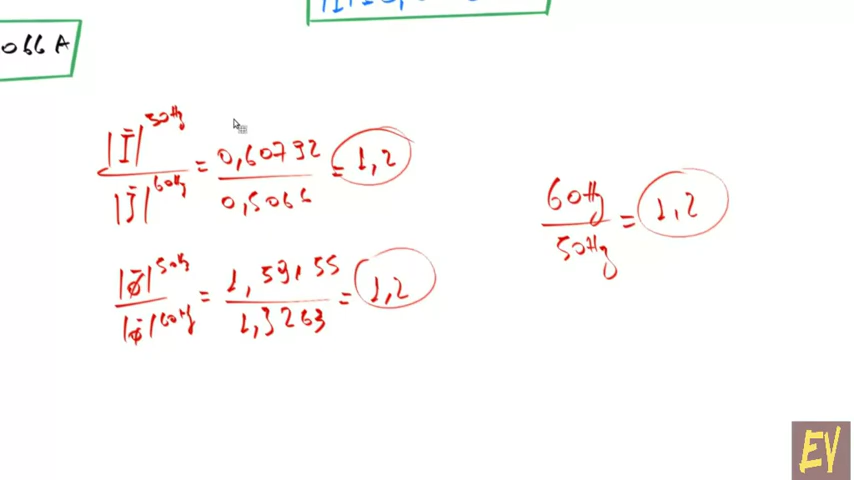 066 A
|Ī|^50Hz / |Ī|^60Hz = 0,60792 / 0,5066 = 1,2
60Hz / 50Hz = 1,2
|Φ̄|^50Hz / |Φ̄|^60Hz = 1,59155 / 1,3263 = 1,2
EV